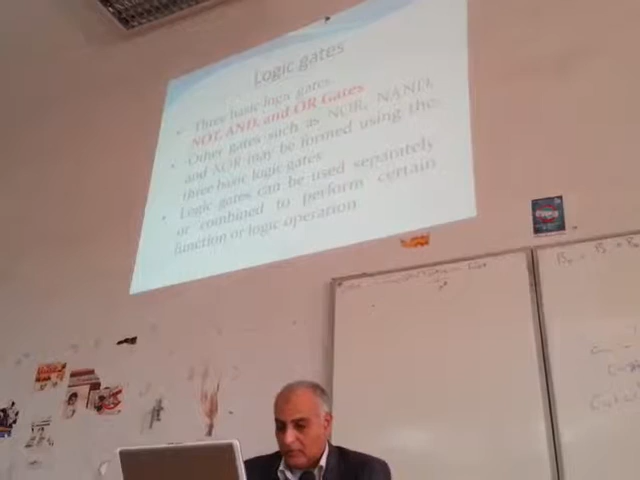 Logic gates
• Three basic logic gates.
NOT, AND, and OR Gates
• Other gates such as NOR, NAND,
and XOR may be formed using the
three basic logic gates
• Logic gates can be used separately
or combined to perform certain
function or logic operation